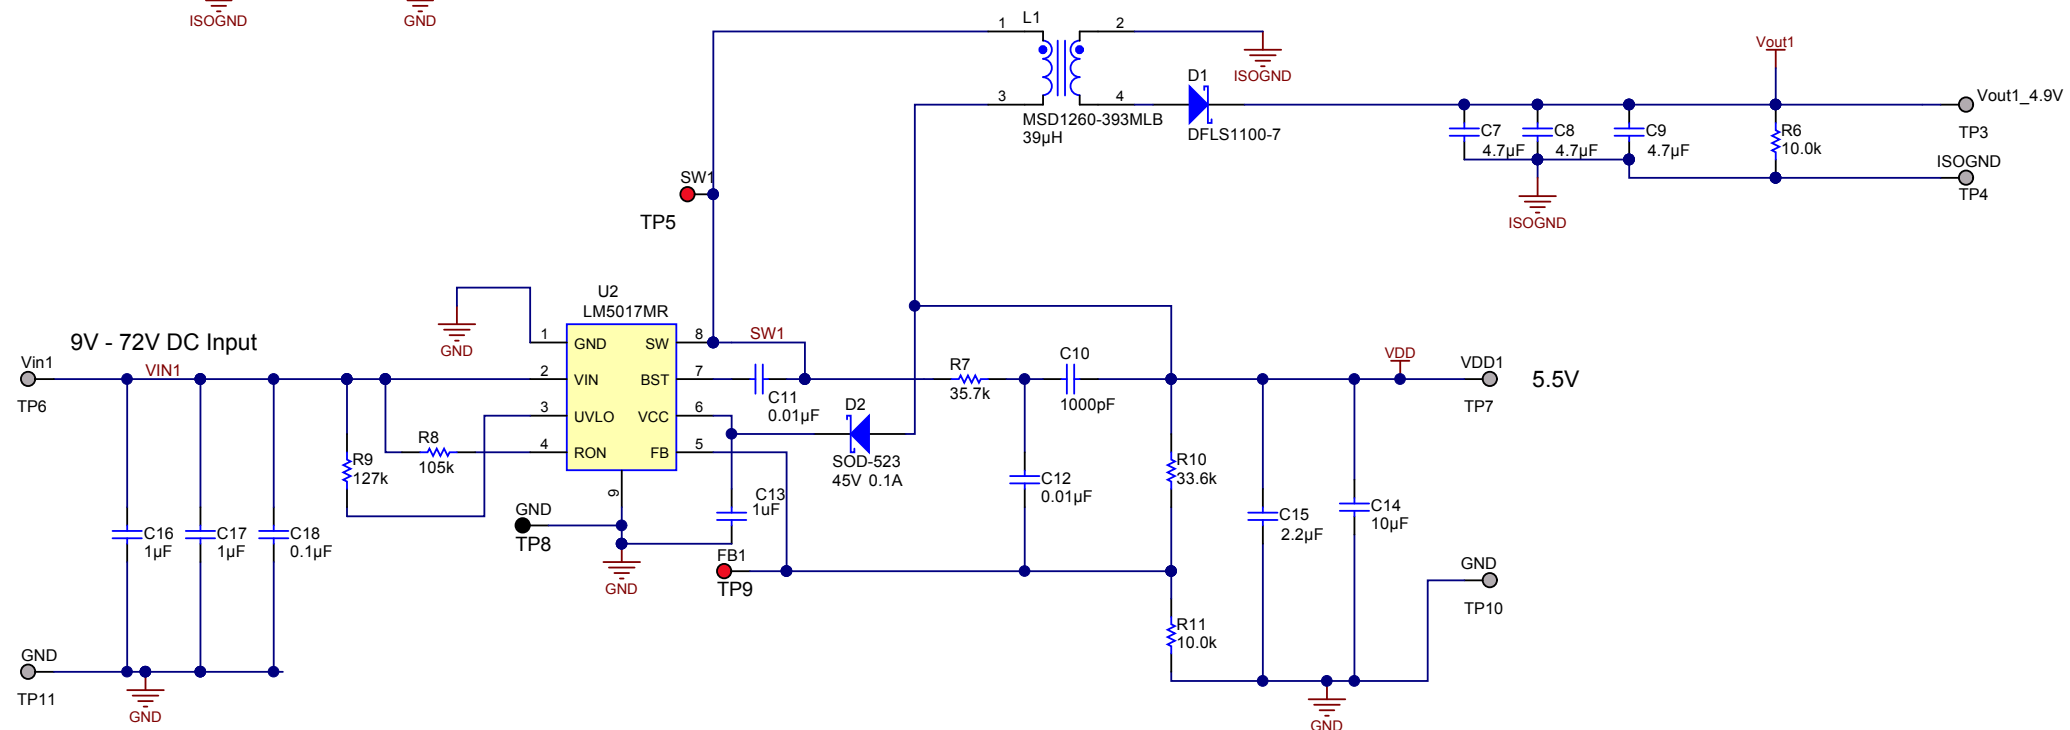 ISOGND
GND
1
L1
2
ISOGND
3
4
MSD1260-393MLB
39µH
D1
DFLS1100-7
Vout1
Vout1_4.9V
TP3
C7
4.7µF
C8
4.7µF
C9
4.7µF
R6
10.0k
ISOGND
TP4
ISOGND
SW1
TP5
U2
LM5017MR
GND
1
GND
SW
8
SW1
2
VIN
BST
7
3
UVLO
VCC
6
4
RON
FB
5
9
9V - 72V DC Input
Vin1
VIN1
TP6
R8
105k
R9
127k
C11
0.01µF
D2
SOD-523
45V 0.1A
R7
35.7k
C10
1000pF
VDD
VDD1
5.5V
TP7
C12
0.01µF
R10
33.6k
C13
1uF
C15
2.2µF
C14
10µF
GND
TP8
GND
FB1
TP9
C16
1µF
C17
1µF
C18
0.1µF
R11
10.0k
GND
TP10
GND
TP11
GND
GND